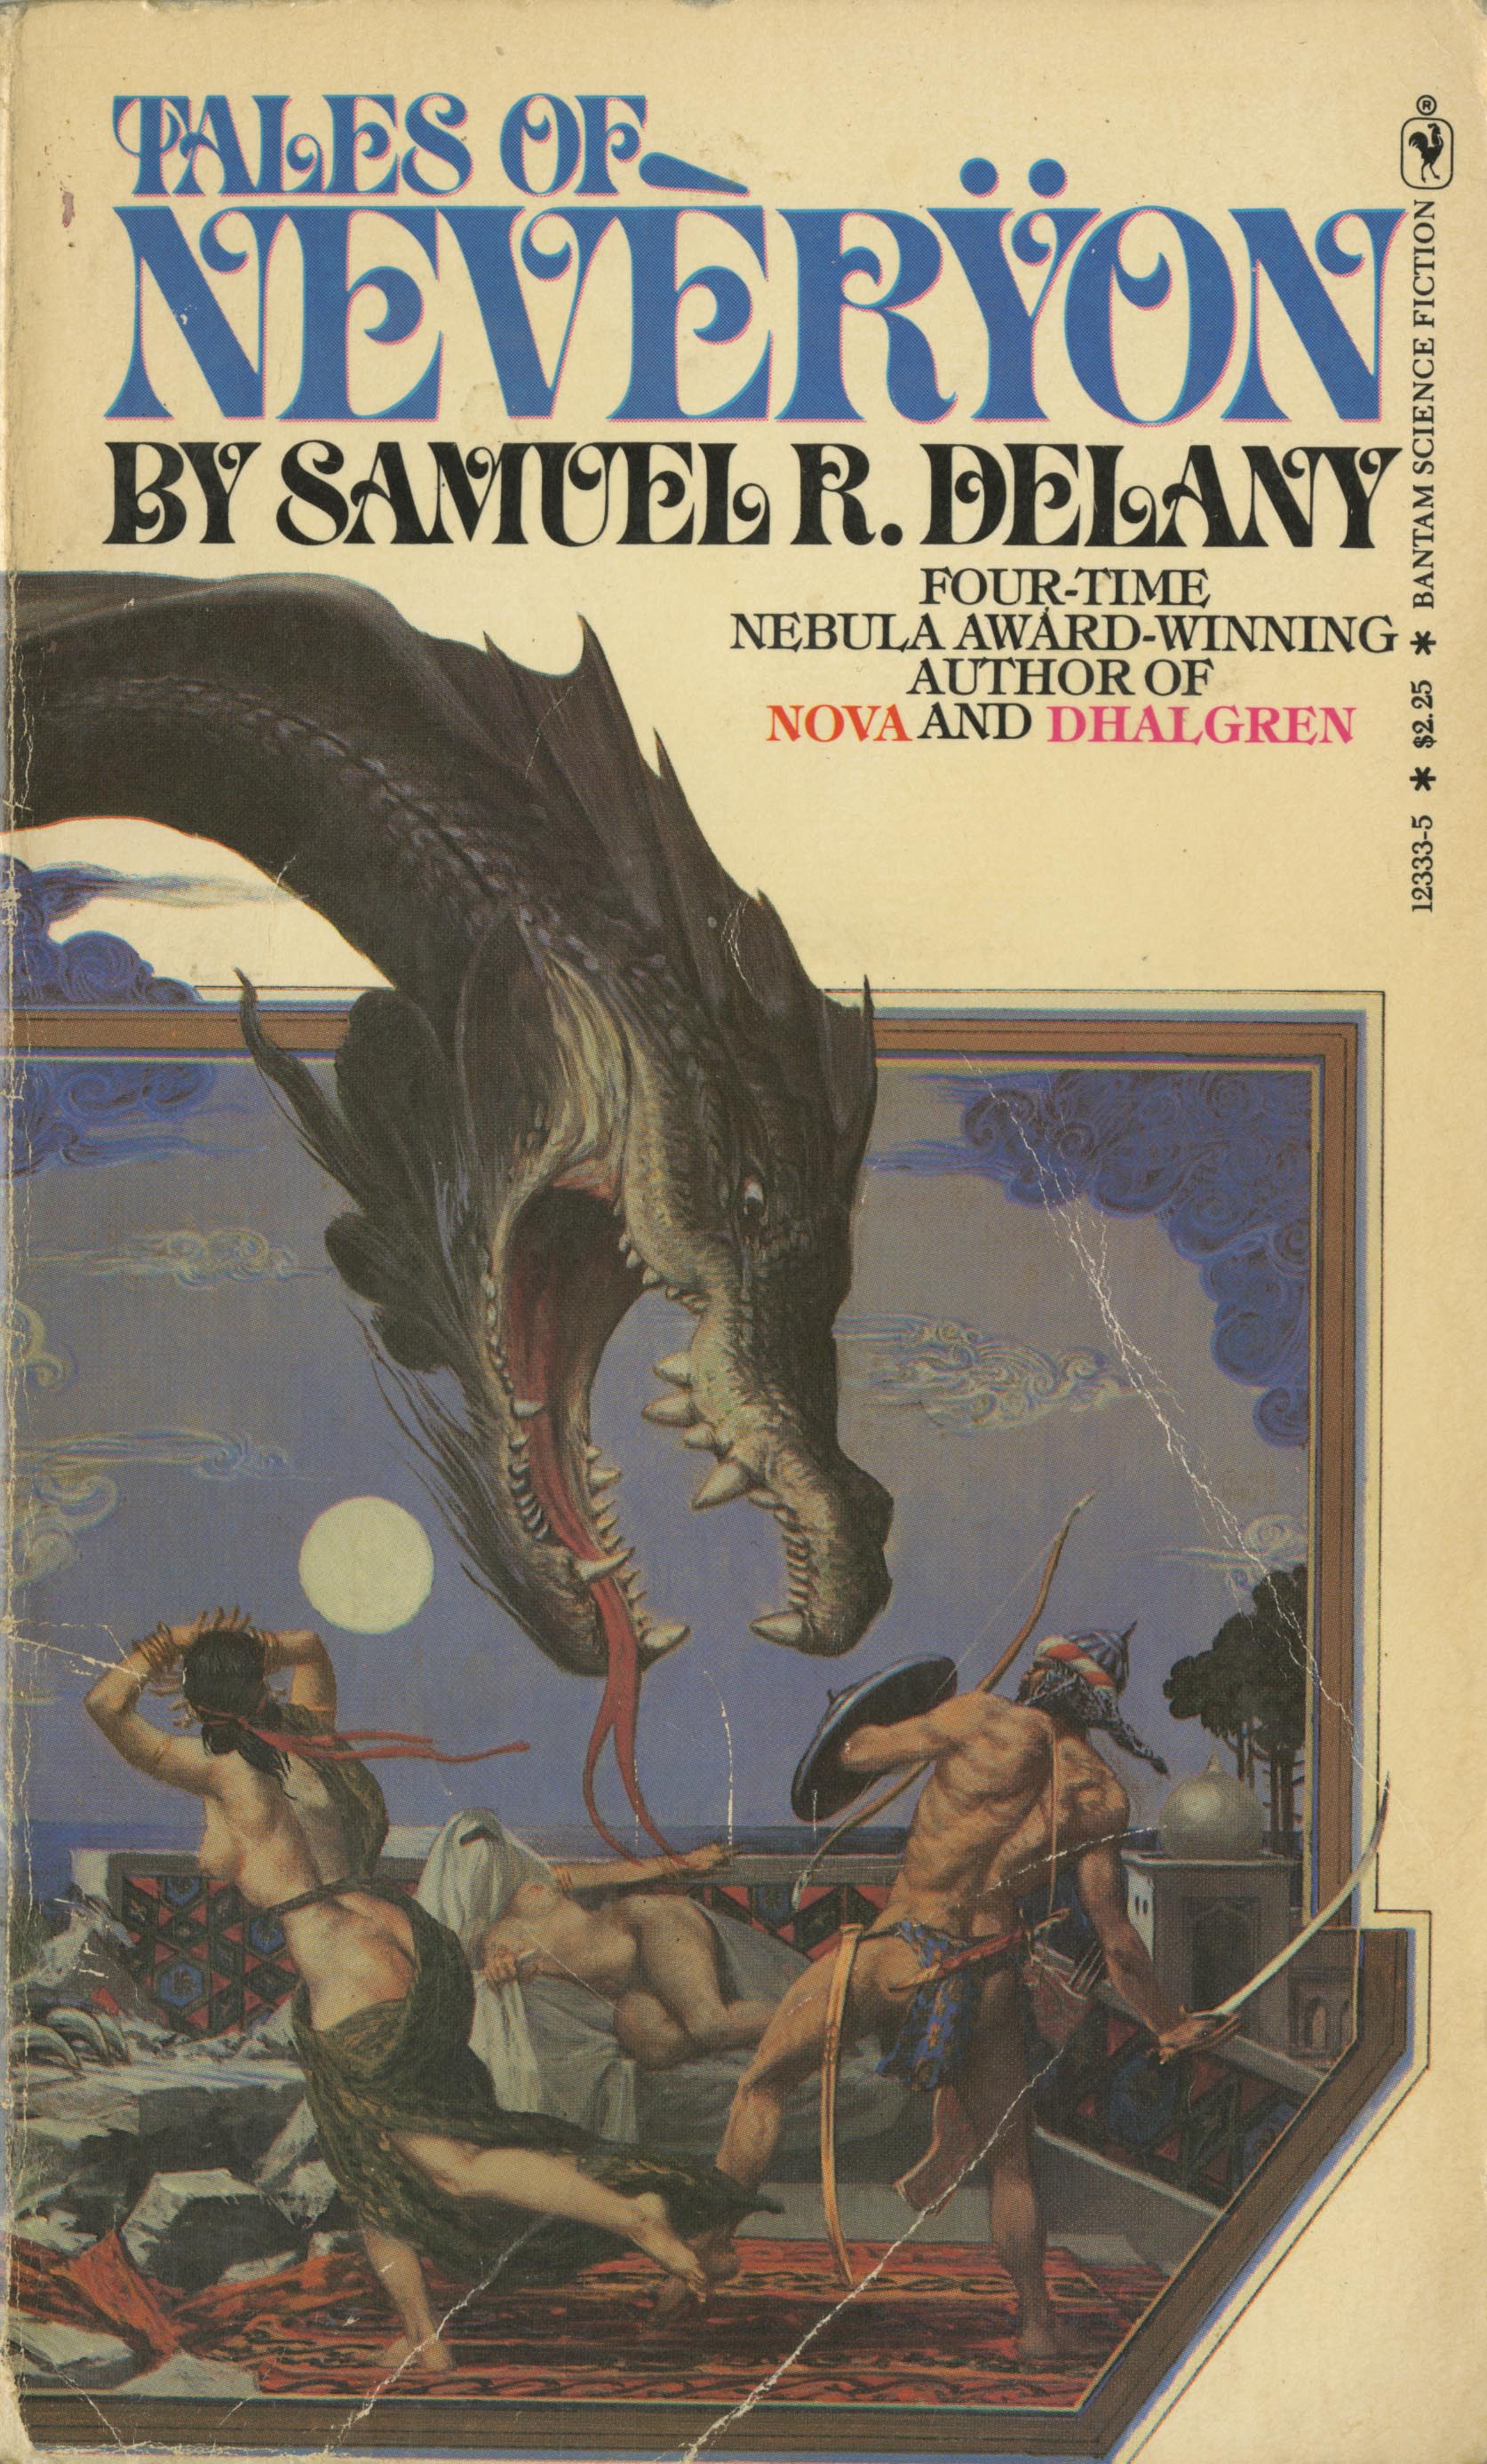 TALES OF
NEVÈRŸON
BY SAMUEL R. DELANY
FOUR-TIME
NEBULA AWARD-WINNING
AUTHOR OF
NOVA AND DHALGREN
12333-5 * $2.25 * BANTAM SCIENCE FICTION ®